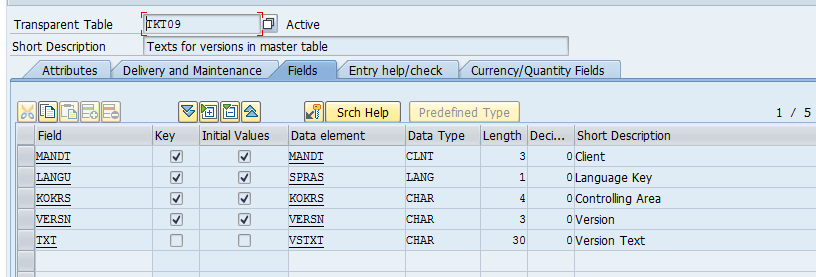 Transparent Table TKT09 Active
Short Description Texts for versions in master table
Attributes Delivery and Maintenance Fields Entry help/check Currency/Quantity Fields
Srch Help Predefined Type 1 / 5
Field Key Initial Values Data element Data Type Length Deci... Short Description
MANDT MANDT CLNT 3 0 Client
LANGU SPRAS LANG 1 0 Language Key
KOKRS KOKRS CHAR 4 0 Controlling Area
VERSN VERSN CHAR 3 0 Version
TXT VSTXT CHAR 30 0 Version Text